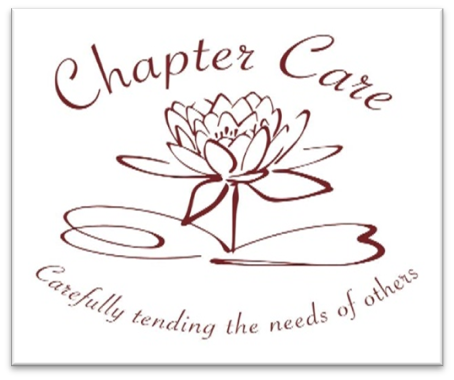 Chapter Care
Carefully tending the needs of others